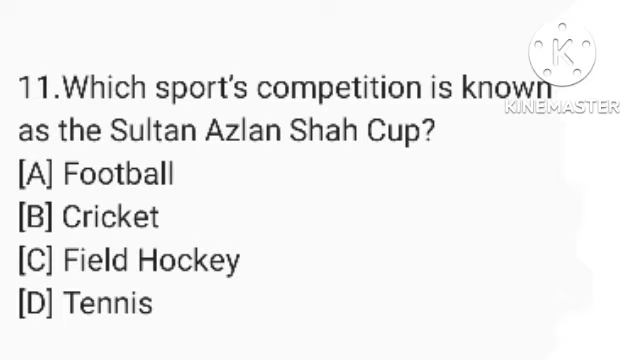 11.Which sport's competition is known
as the Sultan Azlan Shah Cup?
[A] Football
[B] Cricket
[C] Field Hockey
[D] Tennis
K
KINEMASTER